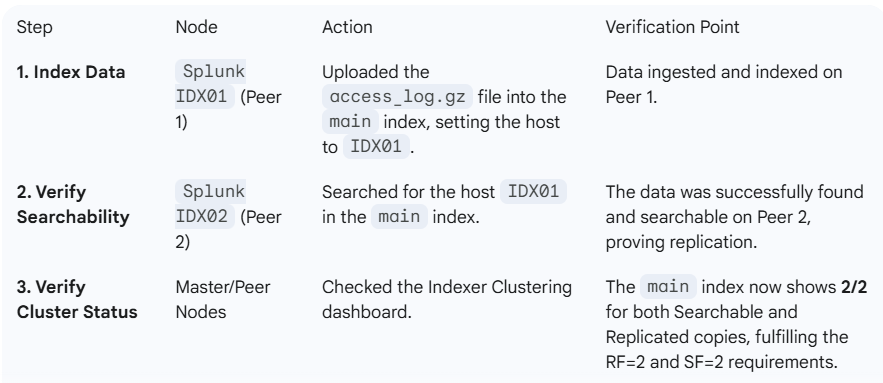 Step
Node
Action
Verification Point
1. Index Data
Splunk
IDX01 (Peer
1)
Uploaded the
access_log.gz file into the
main index, setting the host
to IDX01 .
Data ingested and indexed on
Peer 1.
2. Verify
Searchability
Splunk
IDX02 (Peer
2)
Searched for the host IDX01
in the main index.
The data was successfully found
and searchable on Peer 2,
proving replication.
3. Verify
Cluster Status
Master/Peer
Nodes
Checked the Indexer Clustering
dashboard.
The main index now shows 2/2
for both Searchable and
Replicated copies, fulfilling the
RF=2 and SF=2 requirements.